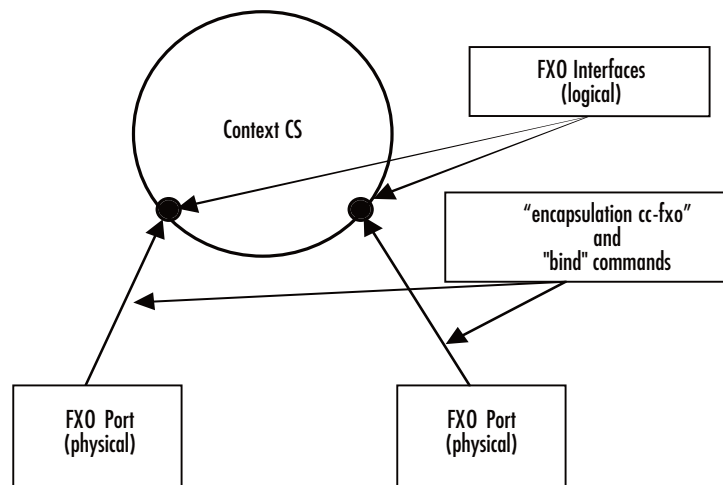 FXO Interfaces
(logical)
Context CS
“encapsulation cc-fxo”
and
"bind" commands
FXO Port
(physical)
FXO Port
(physical)